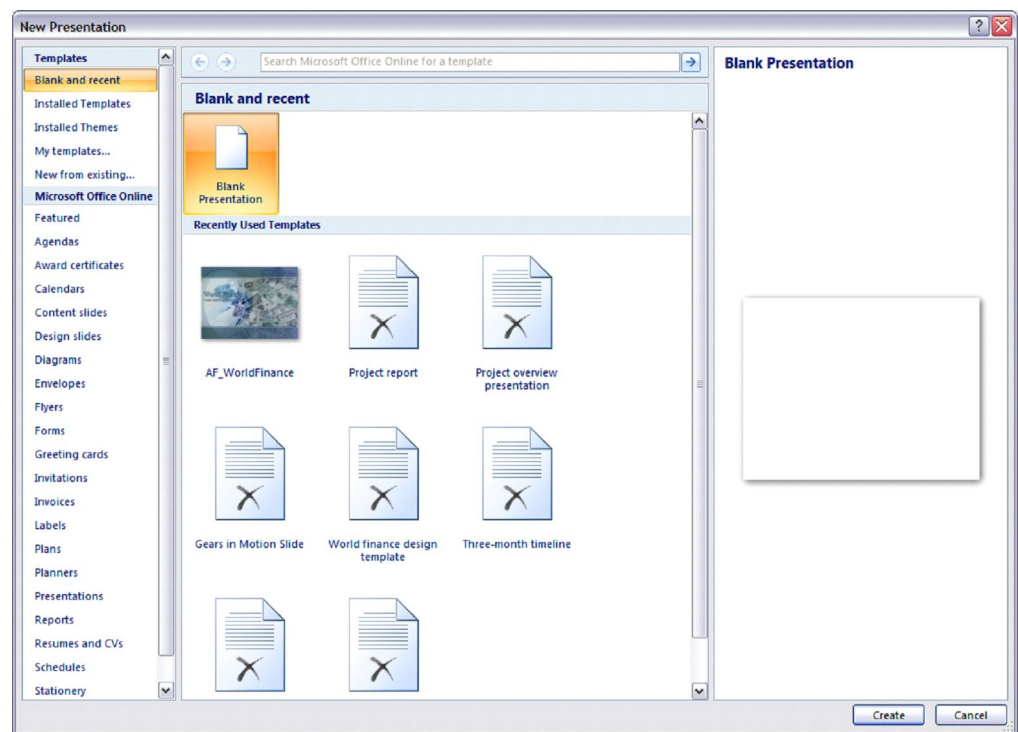 New Presentation
Templates
Blank and recent
Installed Templates
Installed Themes
My templates...
New from existing...
Microsoft Office Online
Featured
Agendas
Award certificates
Calendars
Content slides
Design slides
Diagrams
Envelopes
Flyers
Forms
Greeting cards
Invitations
Invoices
Labels
Plans
Planners
Presentations
Reports
Resumes and CVs
Schedules
Stationery
Search Microsoft Office Online for a template
Blank and recent
Blank
Presentation
Recently Used Templates
AF_WorldFinance
Project report
Project overview
presentation
Gears in Motion Slide
World finance design
template
Three-month timeline
Blank Presentation
Create
Cancel